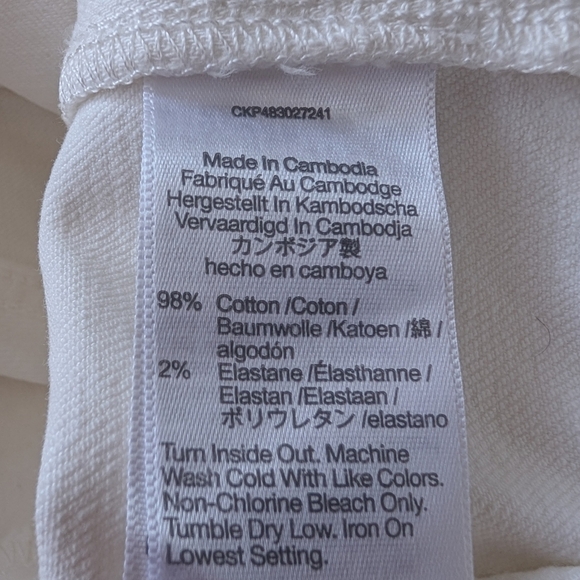 CKP483027241
Made In Cambodia
Fabriqué Au Cambodge
Hergestellt In Kambodscha
Vervaardigd In Cambodja
カンボジア製
hecho en camboya
98% Cotton /Coton /
Baumwolle /Katoen /綿 /
algodón
2% Elastane /Élasthanne /
Elastan /Elastaan /
ポリウレタン /elastano
Turn Inside Out. Machine
Wash Cold With Like Colors.
Non-Chlorine Bleach Only.
Tumble Dry Low. Iron On
Lowest Setting.